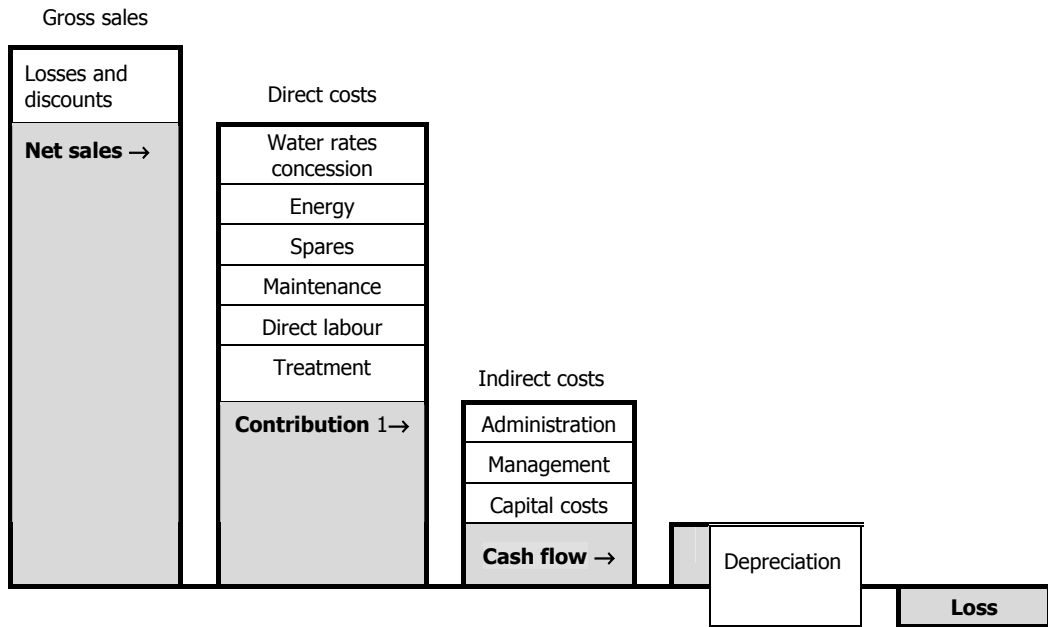 Gross sales
Losses and
discounts
Net sales →
Direct costs
Water rates
concession
Energy
Spares
Maintenance
Direct labour
Treatment
Contribution 1→
Indirect costs
Administration
Management
Capital costs
Cash flow →
Depreciation
Loss